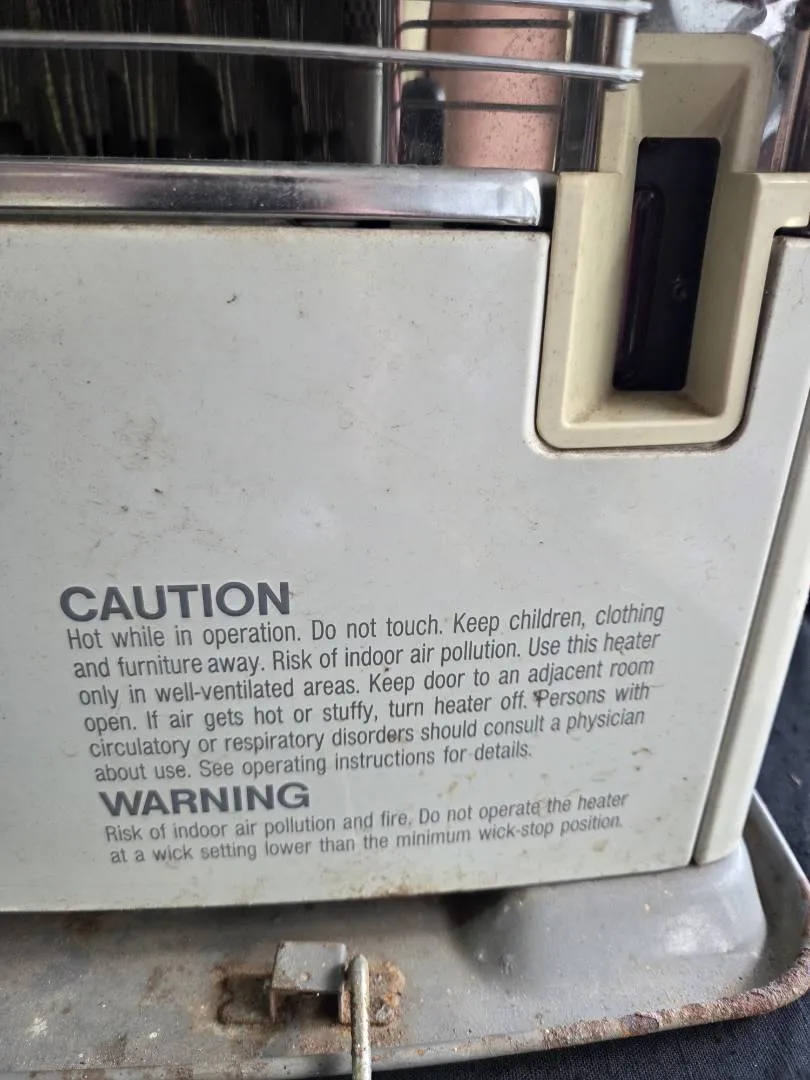 CAUTION
Hot while in operation. Do not touch. Keep children, clothing
and furniture away. Risk of indoor air pollution. Use this heater
only in well-ventilated areas. Keep door to an adjacent room
open. If air gets hot or stuffy, turn heater off. Persons with
circulatory or respiratory disorders should consult a physician
about use. See operating instructions for details.
WARNING
Risk of indoor air pollution and fire. Do not operate the heater
at a wick setting lower than the minimum wick-stop position.